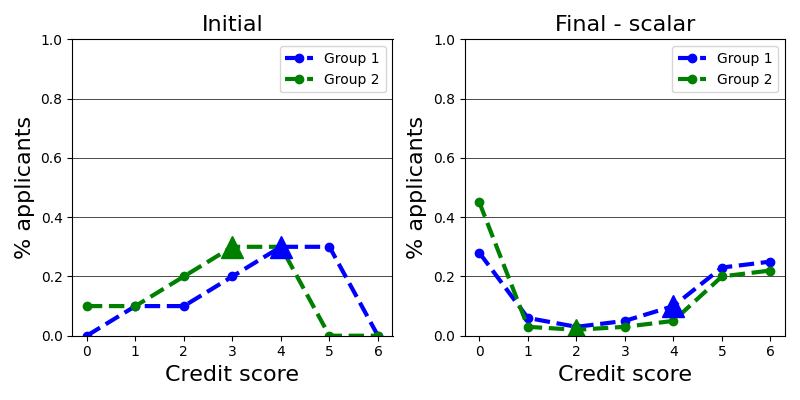 Initial
% applicants
1.0
0.8
0.6
0.4
0.2
0.0
Group 1
Group 2
0 1 2 3 4 5 6
Credit score
Final - scalar
% applicants
1.0
0.8
0.6
0.4
0.2
0.0
Group 1
Group 2
0 1 2 3 4 5 6
Credit score